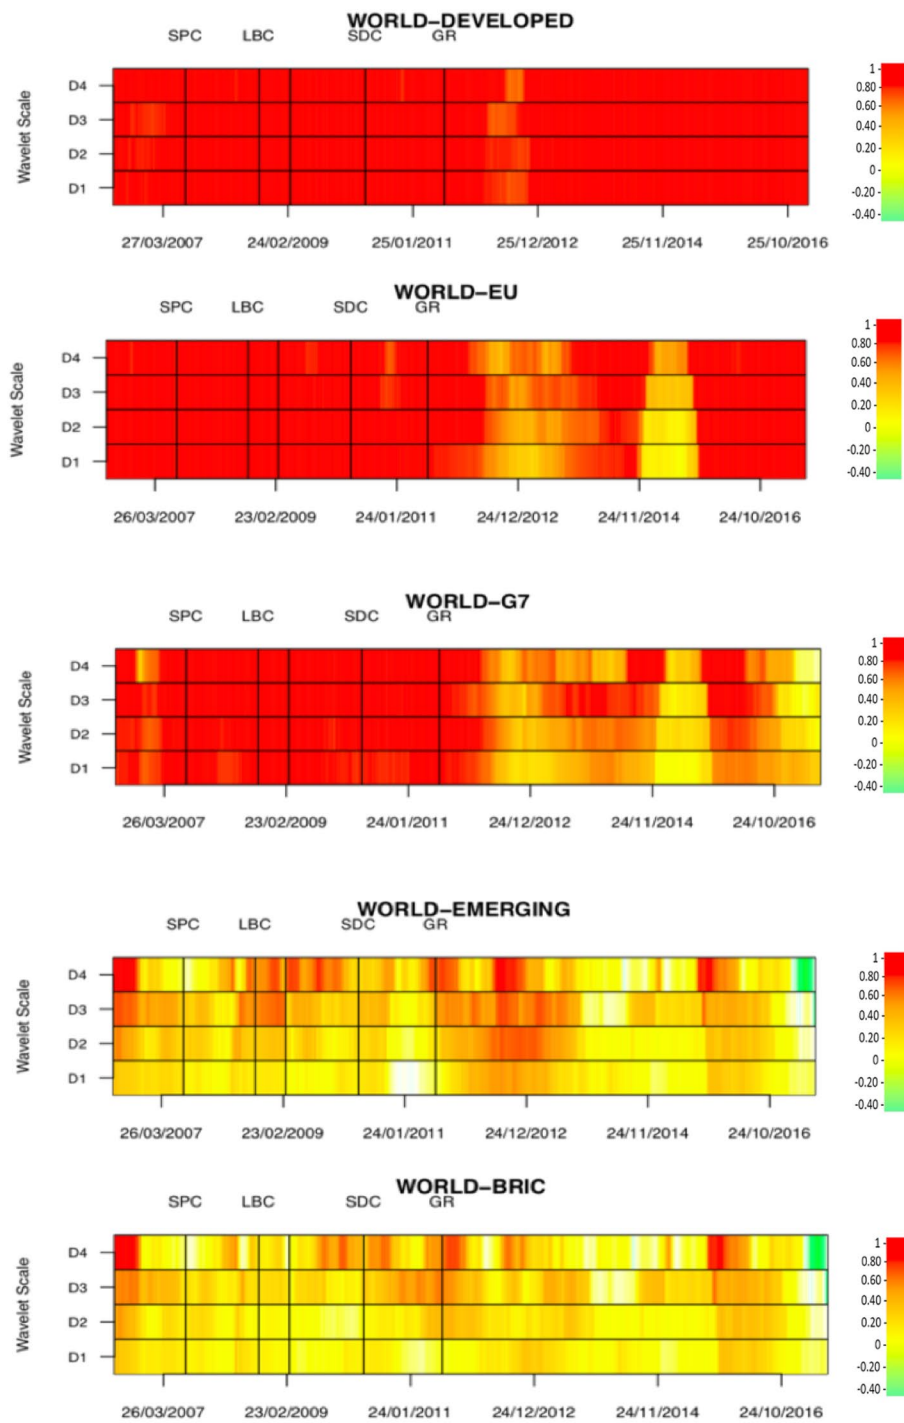 WORLD–DEVELOPED
SPC LBC SDC GR
Wavelet Scale
D4
D3
D2
D1
27/03/2007 24/02/2009 25/01/2011 25/12/2012 25/11/2014 25/10/2016
1
0.80
0.60
0.40
0.20
0
-0.20
-0.40
WORLD–EU
SPC LBC SDC GR
Wavelet Scale
D4
D3
D2
D1
26/03/2007 23/02/2009 24/01/2011 24/12/2012 24/11/2014 24/10/2016
1
0.80
0.60
0.40
0.20
0
-0.20
-0.40
WORLD–G7
SPC LBC SDC GR
Wavelet Scale
D4
D3
D2
D1
26/03/2007 23/02/2009 24/01/2011 24/12/2012 24/11/2014 24/10/2016
1
0.80
0.60
0.40
0.20
0
-0.20
-0.40
WORLD–EMERGING
SPC LBC SDC GR
Wavelet Scale
D4
D3
D2
D1
26/03/2007 23/02/2009 24/01/2011 24/12/2012 24/11/2014 24/10/2016
1
0.80
0.60
0.40
0.20
0
-0.20
-0.40
WORLD–BRIC
SPC LBC SDC GR
Wavelet Scale
D4
D3
D2
D1
26/03/2007 23/02/2009 24/01/2011 24/12/2012 24/11/2014 24/10/2016
1
0.80
0.60
0.40
0.20
0
-0.20
-0.40